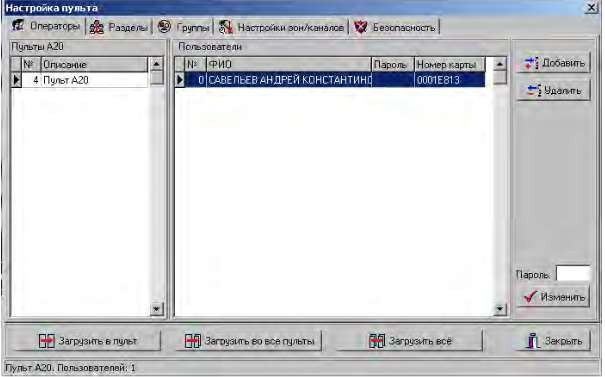 Настройка пульта
Операторы Разделы Группы Настройки зон/каналов Безопасность
Пульты А20 Пользователи
№ Описание № ФИО Пароль Номер карты
4 Пульт А20 0 САВЕЛЬЕВ АНДРЕЙ КОНСТАНТИНО 0001E813
Добавить
Удалить
Пароль:
Изменить
Загрузить в пульт Загрузить во все пульты Загрузить всё Закрыть
Пульт А20. Пользователей: 1